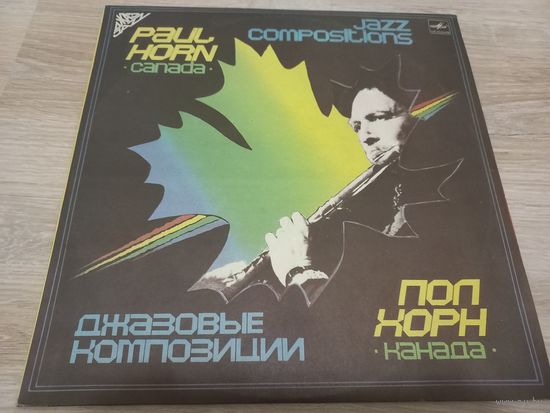 PAUL HORN
·Canada·
Jazz
Compositions
ДЖАЗОВЫЕ
КОМПОЗИЦИИ
ПОЛ
ХОРН
·Канада·